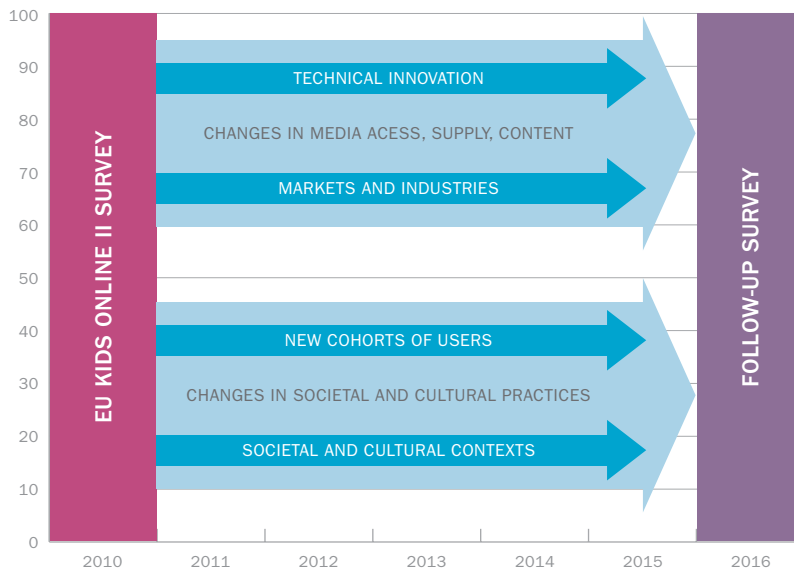 100
90
80
70
60
50
40
30
20
10
0
EU KIDS ONLINE II SURVEY
TECHNICAL INNOVATION
CHANGES IN MEDIA ACESS, SUPPLY, CONTENT
MARKETS AND INDUSTRIES
NEW COHORTS OF USERS
CHANGES IN SOCIETAL AND CULTURAL PRACTICES
SOCIETAL AND CULTURAL CONTEXTS
FOLLOW-UP SURVEY
2010 2011 2012 2013 2014 2015 2016